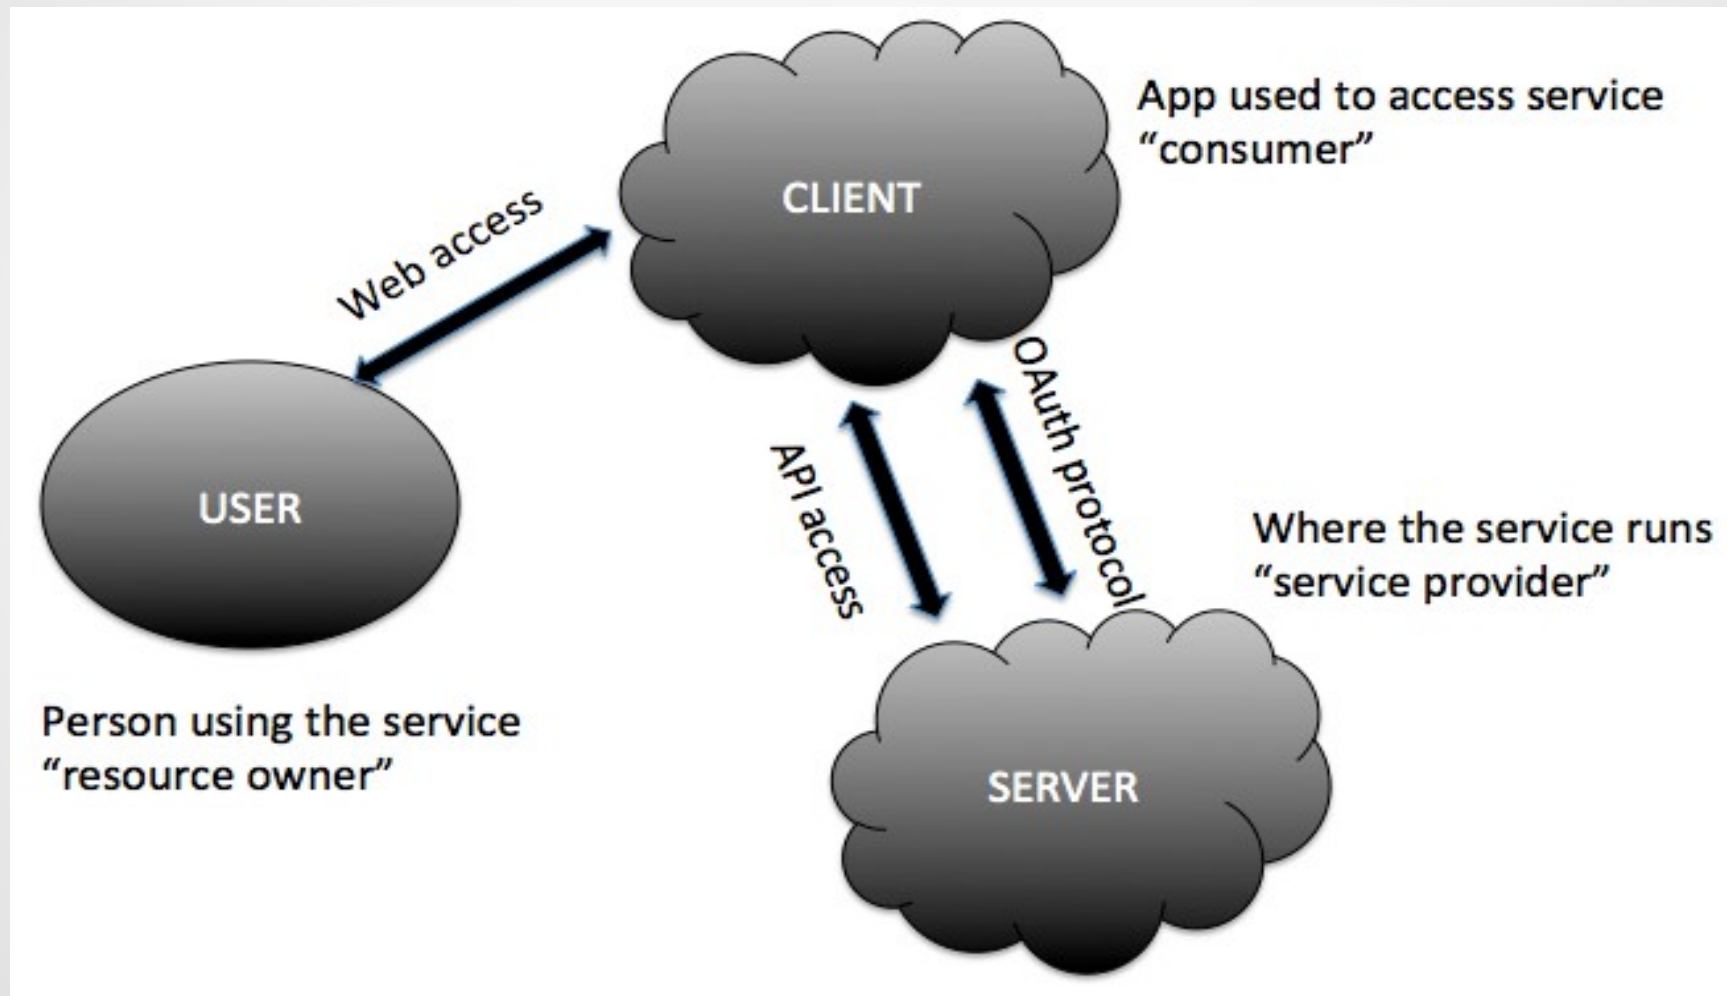 CLIENT
App used to access service
“consumer”
Web access
USER
Person using the service
“resource owner”
API access
OAuth protocol
Where the service runs
“service provider”
SERVER